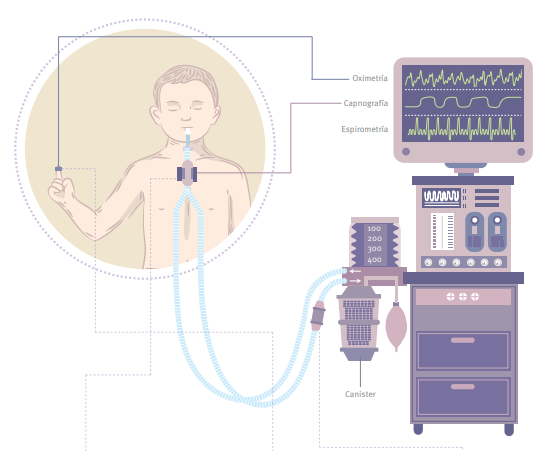 Oximetría
Capnografía
Espirometría
100
200
300
400
Canister